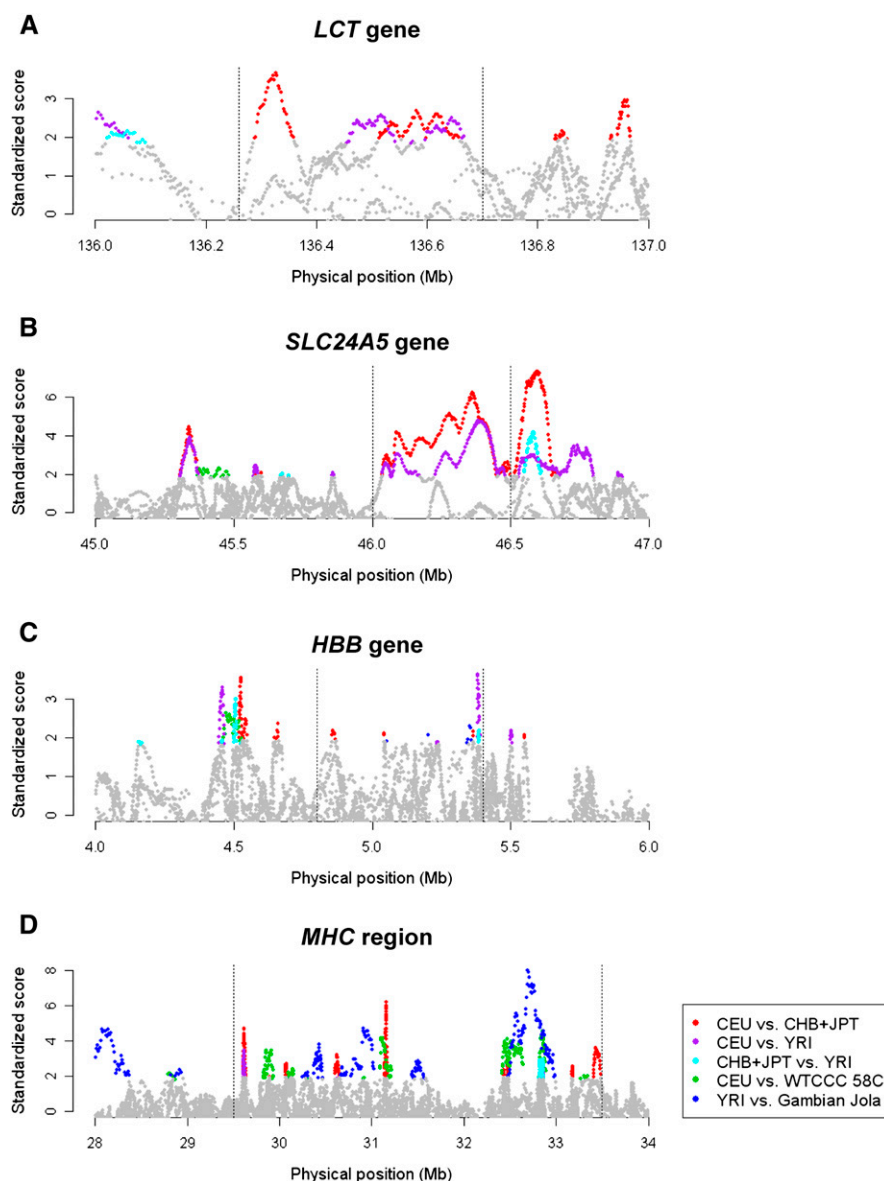 A
LCT gene
Standardized score
3
2
1
0
136.0 136.2 136.4 136.6 136.8 137.0
Physical position (Mb)
B
SLC24A5 gene
Standardized score
6
4
2
0
45.0 45.5 46.0 46.5 47.0
Physical position (Mb)
C
HBB gene
Standardized score
3
2
1
0
4.0 4.5 5.0 5.5 6.0
Physical position (Mb)
D
MHC region
Standardized score
8
6
4
2
0
28 29 30 31 32 33 34
Physical position (Mb)
CEU vs. CHB+JPT
CEU vs. YRI
CHB+JPT vs. YRI
CEU vs. WTCCC 58C
YRI vs. Gambian Jola